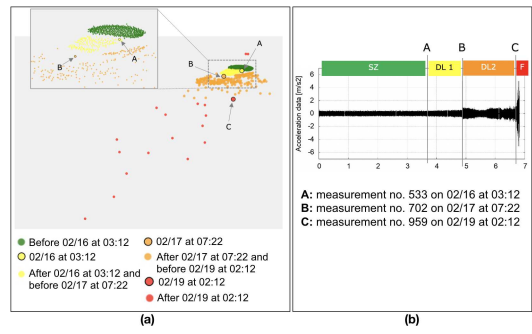 A
B
A
B
C
Before 02/16 at 03:12
02/16 at 03:12
After 02/16 at 03:12 and
before 02/17 at 07:22
02/17 at 07:22
After 02/17 at 07:22 and
before 02/19 at 02:12
02/19 at 02:12
After 02/19 at 02:12
(a)
A B C
SZ DL 1 DL2 F
Acceleration data [m/s2]
6
4
2
0
-2
-4
-6
0 1 2 3 4 5 6 7
A: measurement no. 533 on 02/16 at 03:12
B: measurement no. 702 on 02/17 at 07:22
C: measurement no. 959 on 02/19 at 02:12
(b)